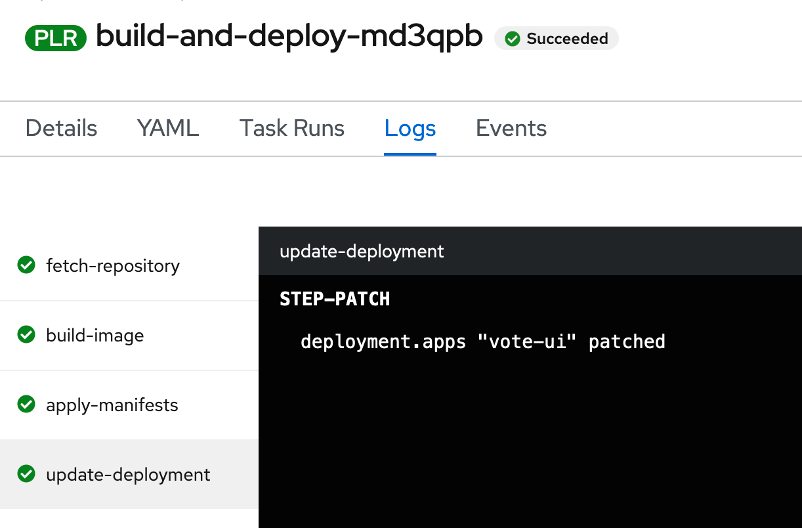 PLR build-and-deploy-md3qpb Succeeded
Details YAML Task Runs Logs Events
fetch-repository
build-image
apply-manifests
update-deployment
update-deployment
STEP-PATCH
deployment.apps "vote-ui" patched